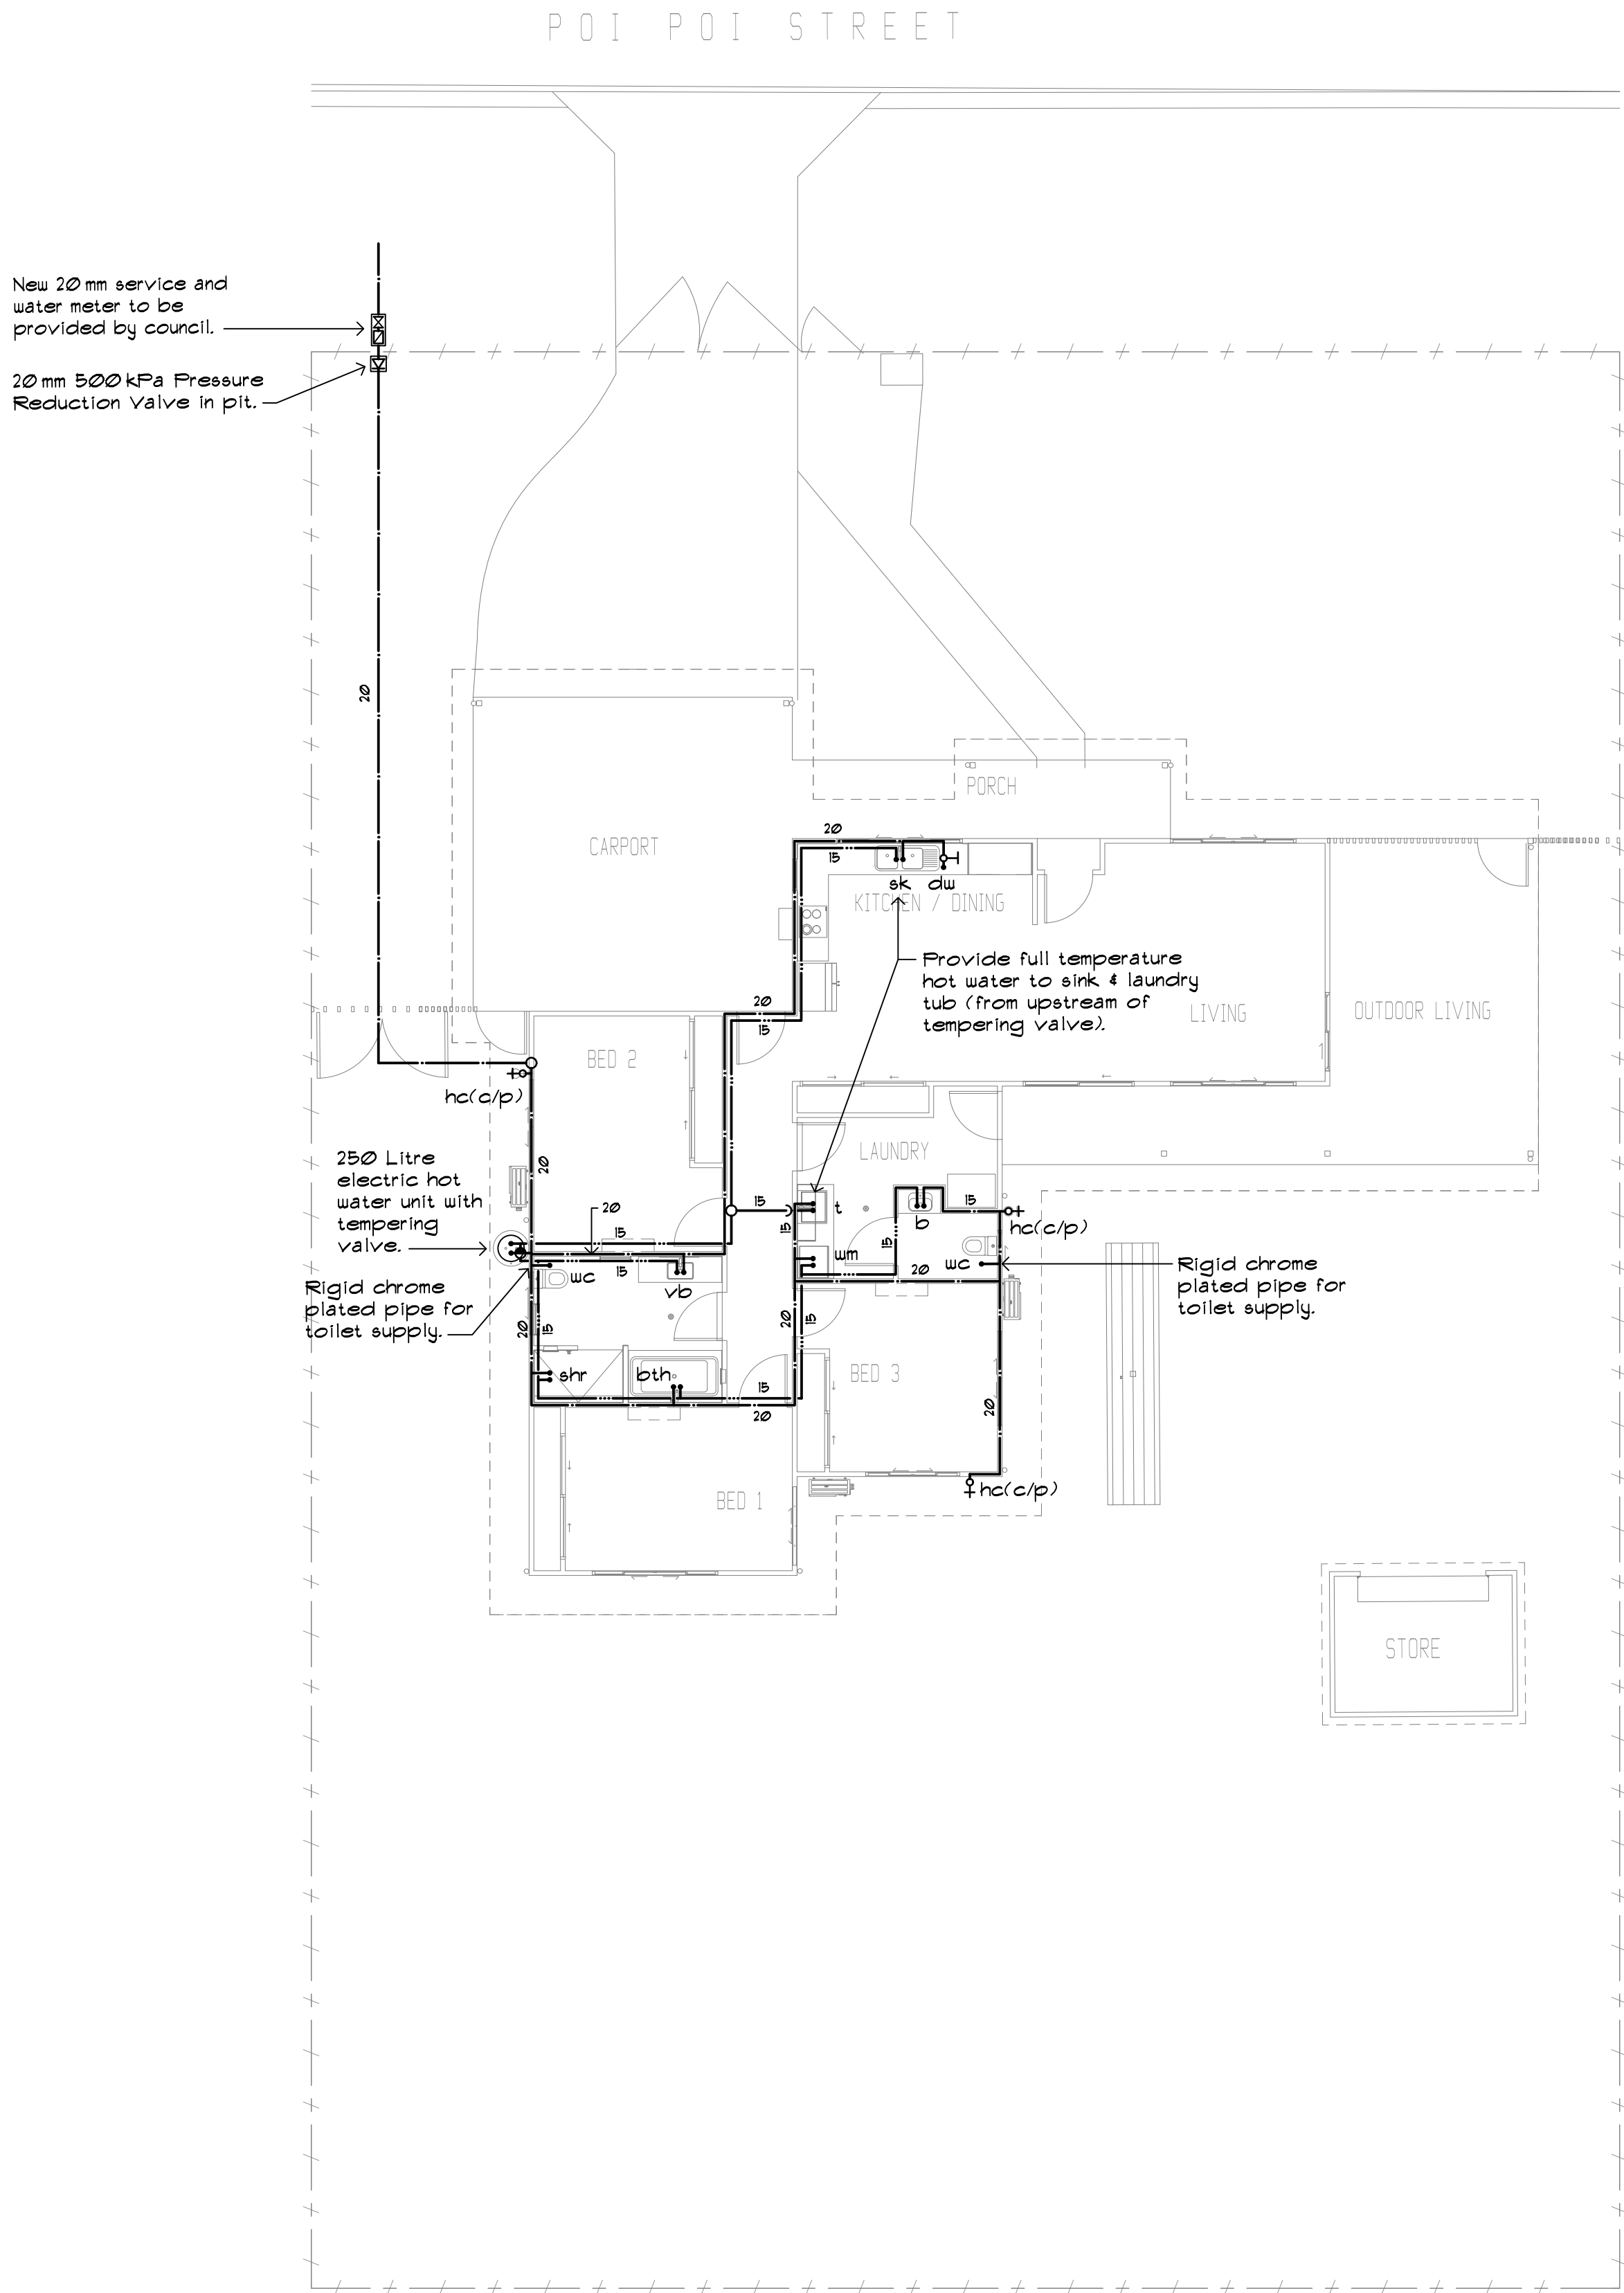 POI POI STREET
New 20 mm service and
water meter to be
provided by council.
20 mm 500 kPa Pressure
Reduction Valve in pit.
20
PORCH
CARPORT
20
15
sk dw
KITCHEN / DINING
Provide full temperature
hot water to sink & laundry
tub (from upstream of
tempering valve).
LIVING
OUTDOOR LIVING
20
15
BED 2
hc(c/p)
LAUNDRY
250 Litre
electric hot
water unit with
tempering
valve.
20
20
15
15
15
t
b
15
hc(c/p)
15
wm
wc
15
wc
vb
20
Rigid chrome
plated pipe for
toilet supply.
Rigid chrome
plated pipe for
toilet supply.
20
15
20
15
shr
bth
15
20
BED 3
20
BED 1
hc(c/p)
STORE